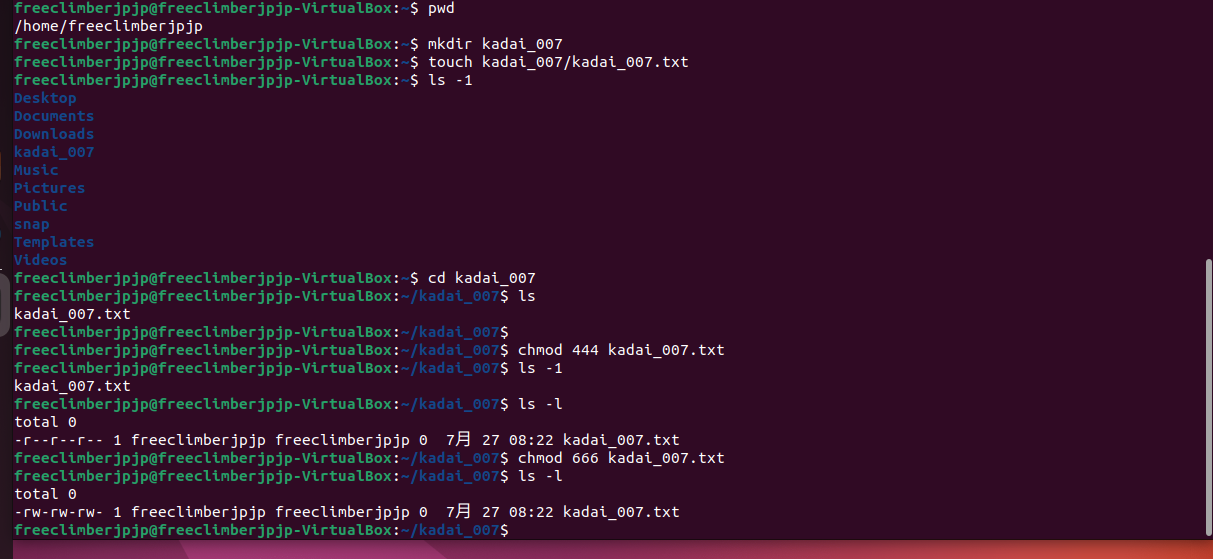 freeclimberjpjp@freeclimberjpjp-VirtualBox:~$ pwd
/home/freeclimberjpjp
freeclimberjpjp@freeclimberjpjp-VirtualBox:~$ mkdir kadai_007
freeclimberjpjp@freeclimberjpjp-VirtualBox:~$ touch kadai_007/kadai_007.txt
freeclimberjpjp@freeclimberjpjp-VirtualBox:~$ ls -1
Desktop
Documents
Downloads
kadai_007
Music
Pictures
Public
snap
Templates
Videos
freeclimberjpjp@freeclimberjpjp-VirtualBox:~$ cd kadai_007
freeclimberjpjp@freeclimberjpjp-VirtualBox:~/kadai_007$ ls
kadai_007.txt
freeclimberjpjp@freeclimberjpjp-VirtualBox:~/kadai_007$
freeclimberjpjp@freeclimberjpjp-VirtualBox:~/kadai_007$ chmod 444 kadai_007.txt
freeclimberjpjp@freeclimberjpjp-VirtualBox:~/kadai_007$ ls -1
kadai_007.txt
freeclimberjpjp@freeclimberjpjp-VirtualBox:~/kadai_007$ ls -l
total 0
-r--r--r-- 1 freeclimberjpjp freeclimberjpjp 0  7月 27 08:22 kadai_007.txt
freeclimberjpjp@freeclimberjpjp-VirtualBox:~/kadai_007$ chmod 666 kadai_007.txt
freeclimberjpjp@freeclimberjpjp-VirtualBox:~/kadai_007$ ls -l
total 0
-rw-rw-rw- 1 freeclimberjpjp freeclimberjpjp 0  7月 27 08:22 kadai_007.txt
freeclimberjpjp@freeclimberjpjp-VirtualBox:~/kadai_007$